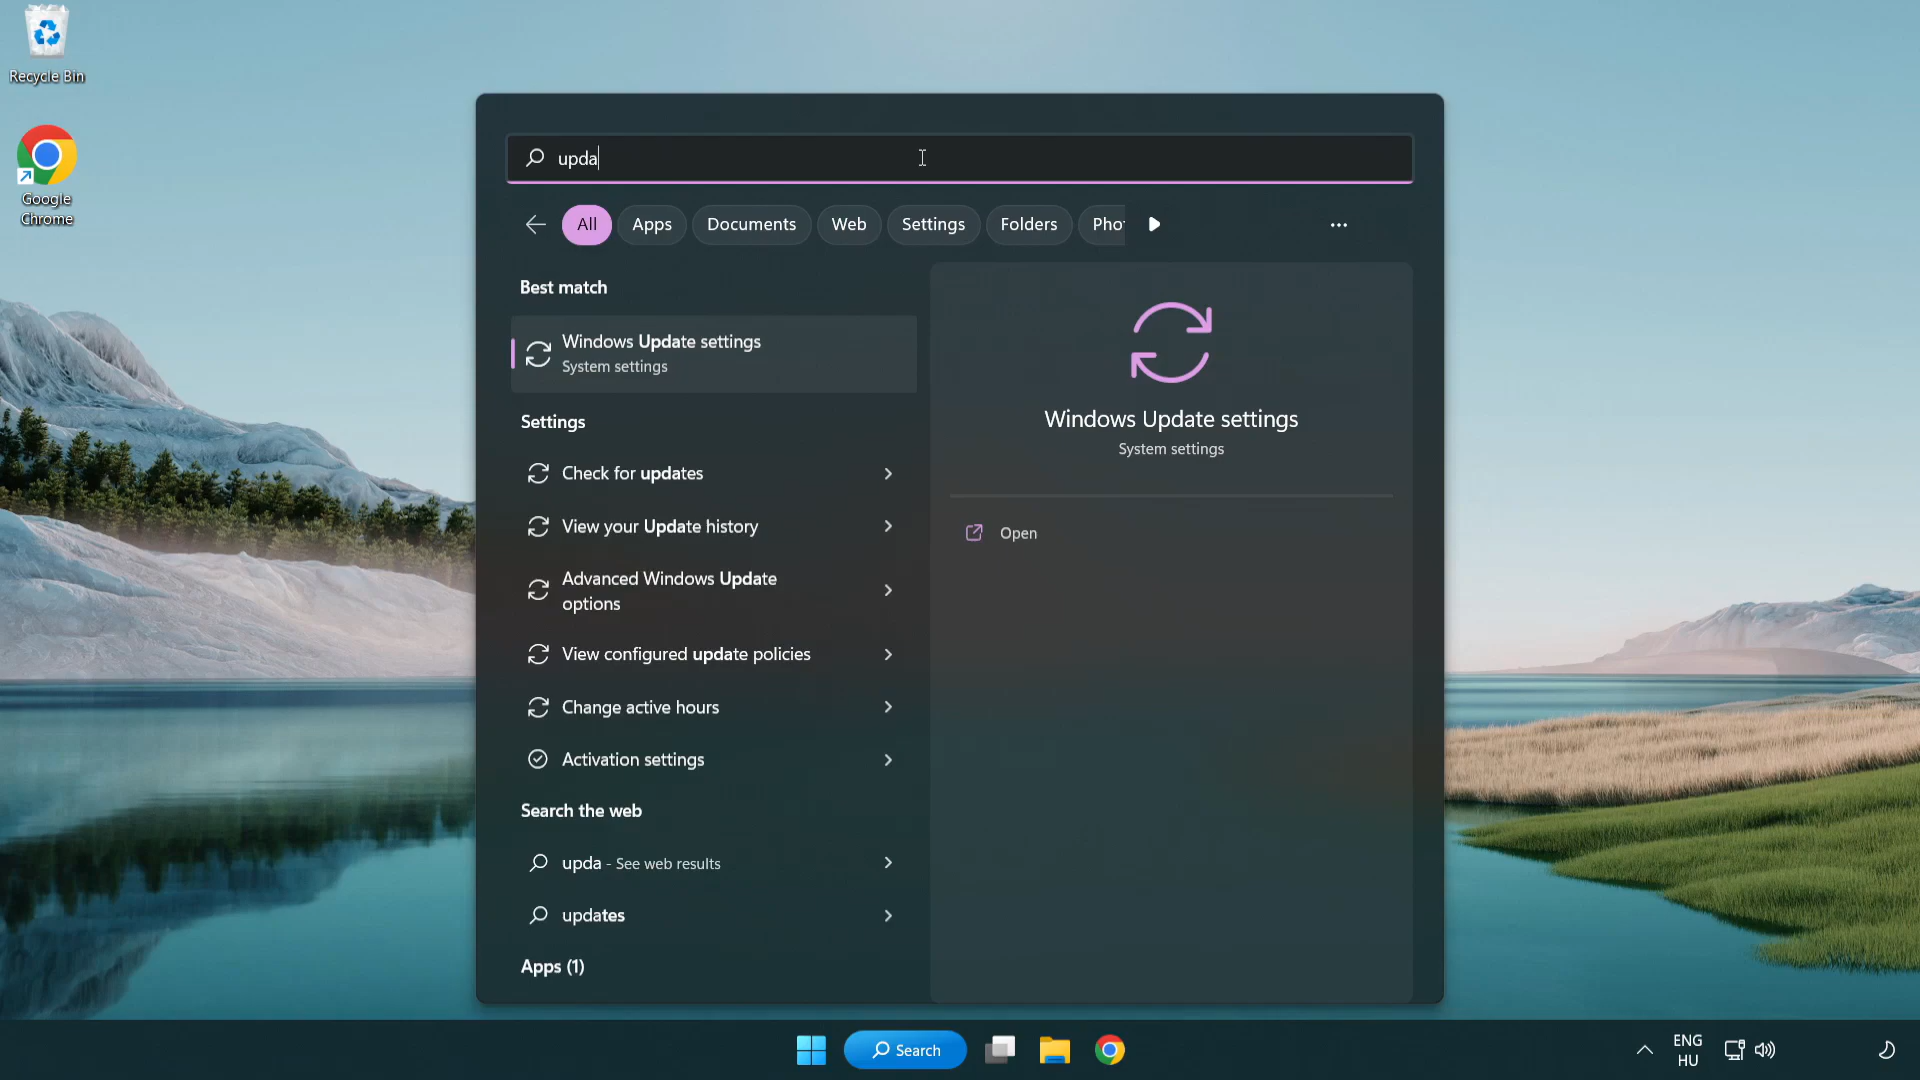 Recycle Bin
Google
Chrome
upda
All
Apps
Documents
Web
Settings
Folders
Pho
Best match
Windows Update settings
System settings
Settings
Check for updates
View your Update history
Advanced Windows Update
options
View configured update policies
Change active hours
Activation settings
Search the web
upda - See web results
updates
Apps (1)
Windows Update settings
System settings
Open
Search
ENG
HU